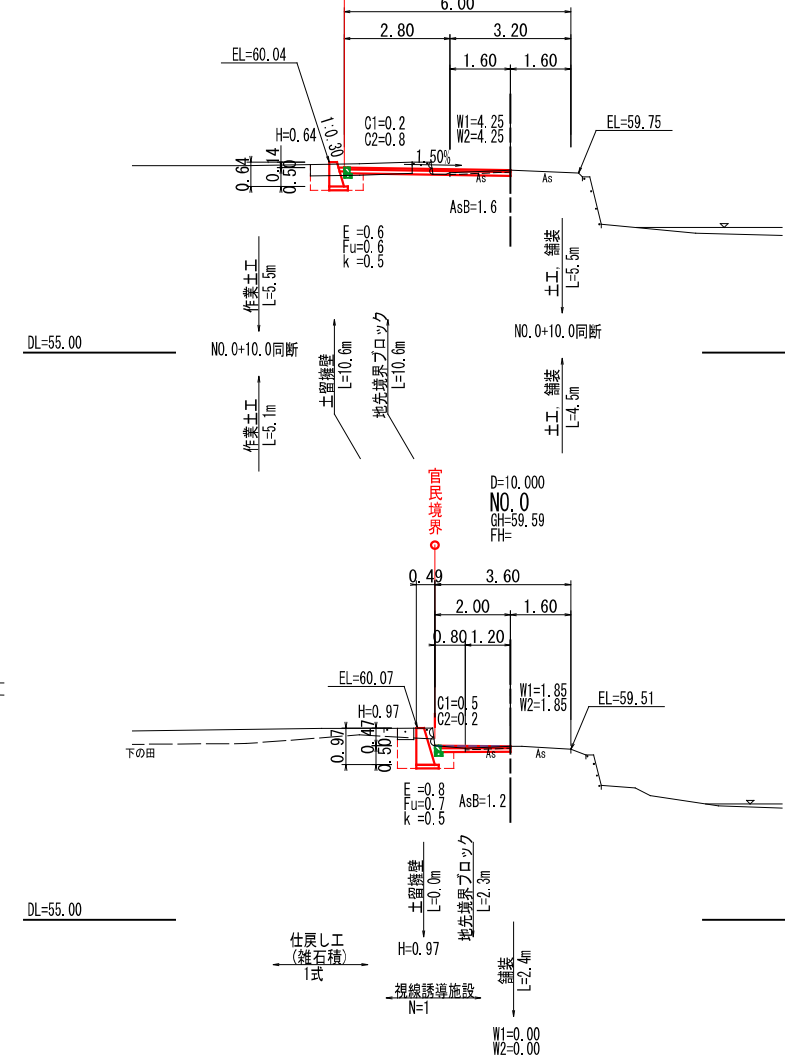 6.00
2.80
3.20
1.60
1.60
EL=60.04
EL=59.75
H=0.64
1:0.30
C1=0.2
C2=0.8
W1=4.25
W2=4.25
1.50%
0.64
0.14
0.50
As
As
AsB=1.6
E =0.6
Fu=0.6
k =0.5
作業土工
L=5.5m
土工, 舗装
L=5.5m
DL=55.00
NO.0+10.0同断
NO.0+10.0同断
土留擁壁
L=10.6m
地先境界ブロック
L=10.6m
作業土工
L=5.1m
土工, 舗装
L=4.5m
官民境界
D=10.000
NO.0
GH=59.59
FH=
0.49
3.60
2.00
1.60
0.80
1.20
EL=60.07
EL=59.51
H=0.97
C1=0.5
C2=0.2
W1=1.85
W2=1.85
下の田
0.97
0.47
0.50
As
As
E =0.8
Fu=0.7
k =0.5
AsB=1.2
土留擁壁
L=0.0m
地先境界ブロック
L=2.3m
DL=55.00
H=0.97
仕戻し工
(雑石積)
1式
視線誘導施設
N=1
舗装
L=2.4m
W1=0.00
W2=0.00